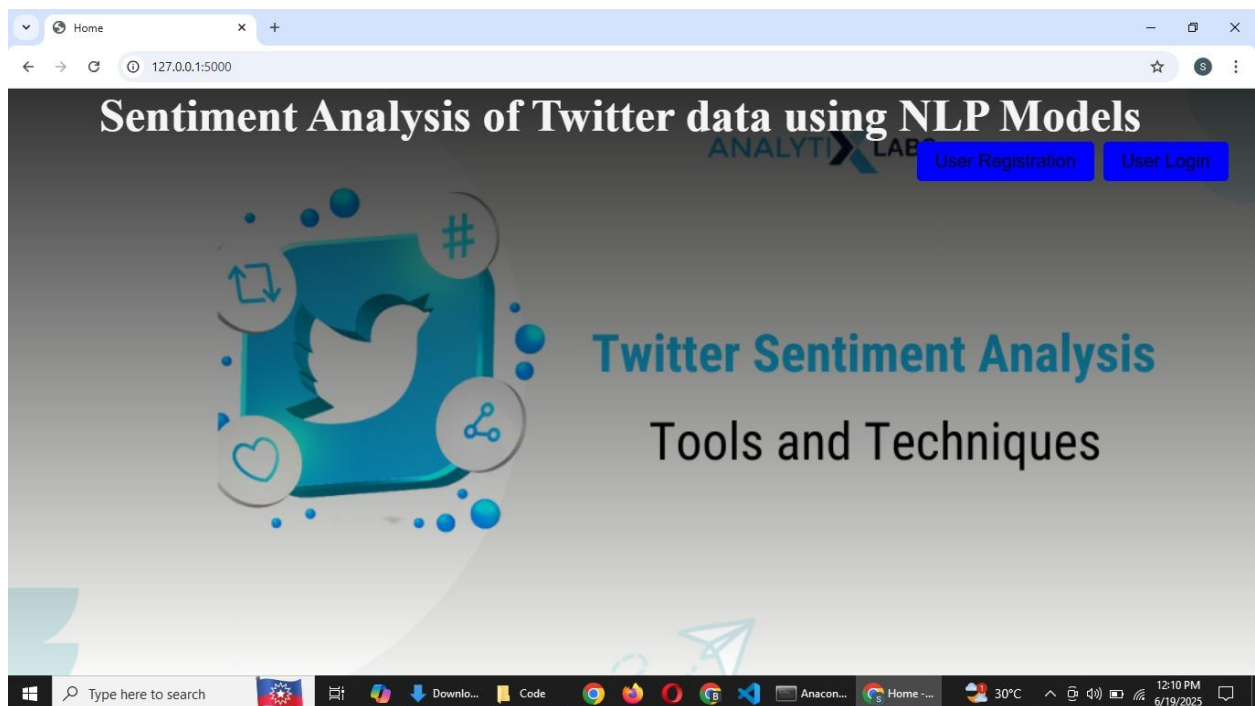 Home
127.0.0.1:5000
S
Sentiment Analysis of Twitter data using NLP Models
ANALYTIX LABS
User Registration
User Login
#
Twitter Sentiment Analysis
Tools and Techniques
Type here to search
Downlo...
Code
Anacon...
Home -...
30°C
12:10 PM
6/19/2025